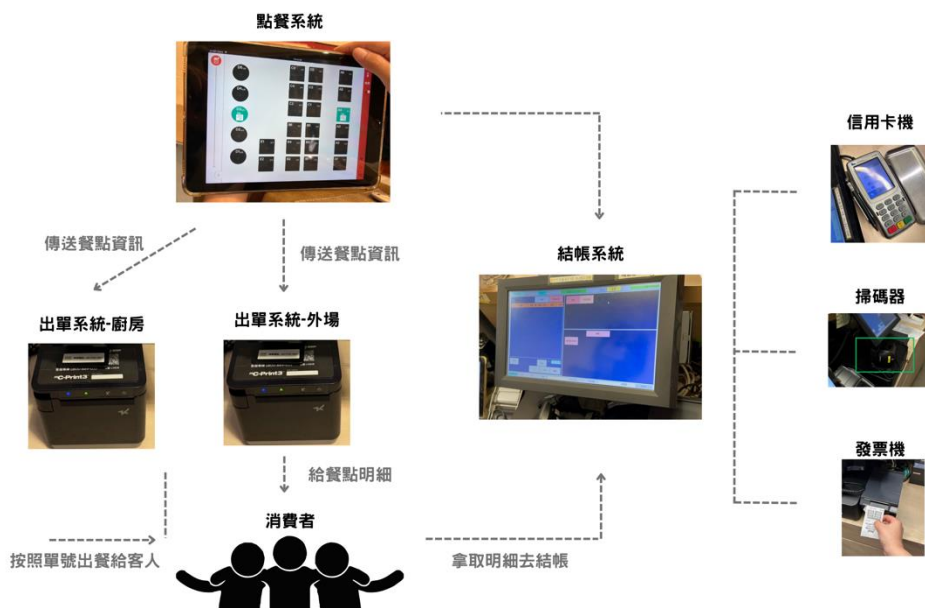 點餐系統
信用卡機
傳送餐點資訊
傳送餐點資訊
結帳系統
掃碼器
出單系統-廚房
出單系統-外場
C-Print3
C-Print3
給餐點明細
發票機
消費者
按照單號出餐給客人
拿取明細去結帳